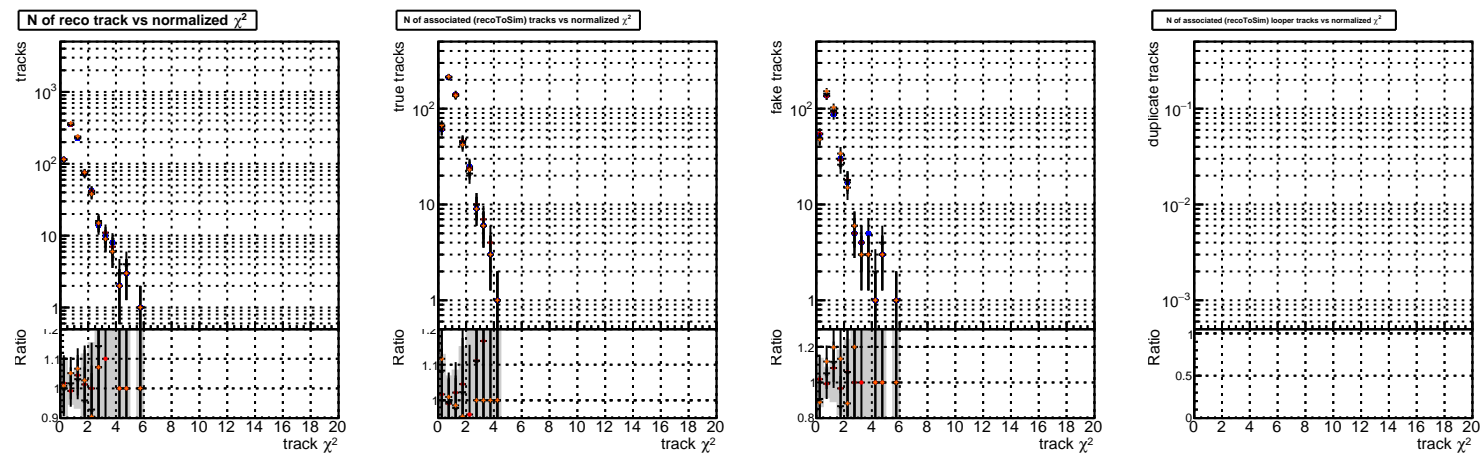 N of reco track vs normalized χ²
tracks
10³
10²
10
1
Ratio
1.2
1.1
1
0.9
0 2 4 6 8 10 12 14 16 18 20
track χ²
N of associated (recoToSim) tracks vs normalized χ²
true tracks
10²
10
1
Ratio
1.2
1.1
1
0 2 4 6 8 10 12 14 16 18 20
track χ²
N of associated (recoToSim) looper tracks vs normalized χ²
fake tracks
10²
10
1
Ratio
1.2
1
0.8
0 2 4 6 8 10 12 14 16 18 20
track χ²
duplicate tracks
10⁻¹
10⁻²
10⁻³
Ratio
1
0.5
0
0 2 4 6 8 10 12 14 16 18 20
track χ²